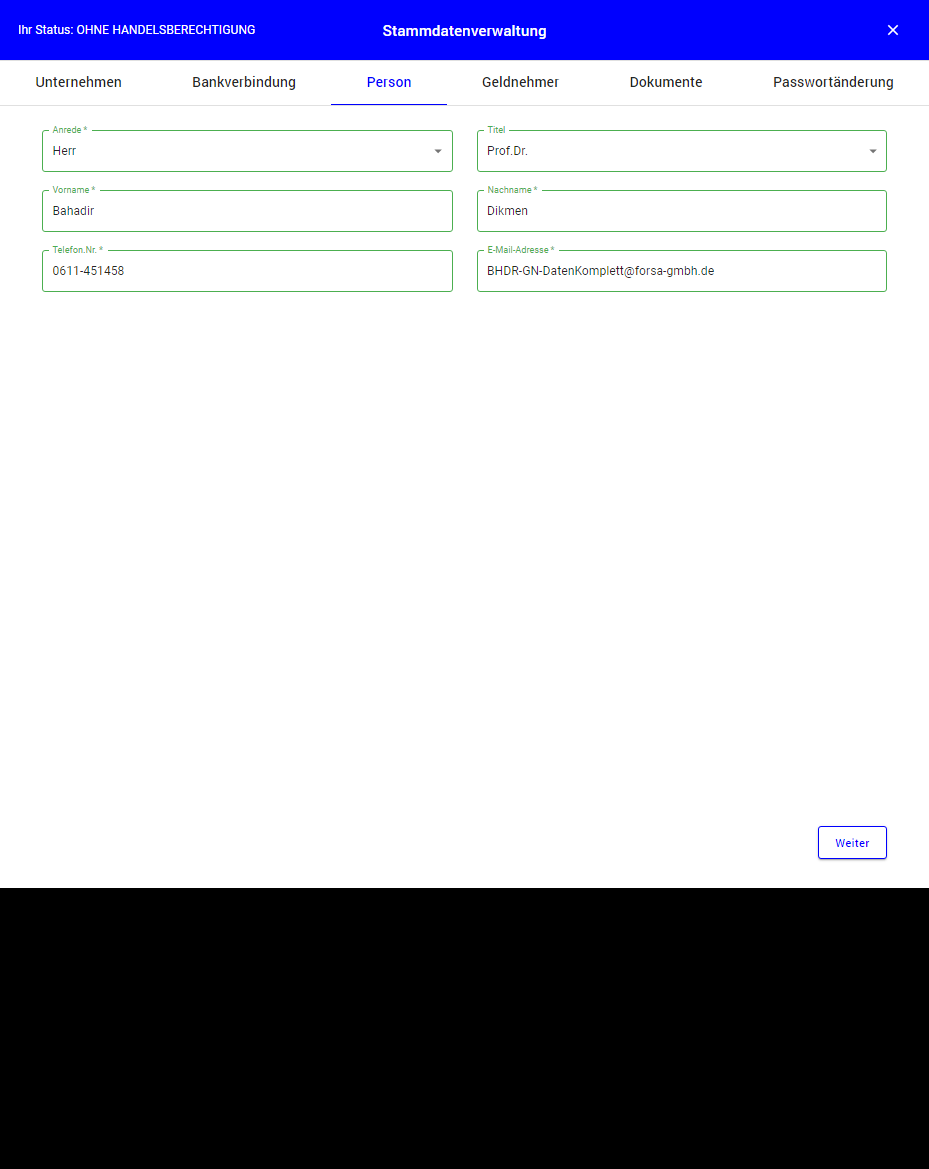 Ihr Status: OHNE HANDELSBERECHTIGUNG
Stammdatenverwaltung
×
Unternehmen Bankverbindung Person Geldnehmer Dokumente Passwortänderung
Anrede * Titel
Herr Prof.Dr.
Vorname * Nachname *
Bahadir Dikmen
Telefon.Nr. * E-Mail-Adresse *
0611-451458 BHDR-GN-DatenKomplett@forsa-gmbh.de
Weiter